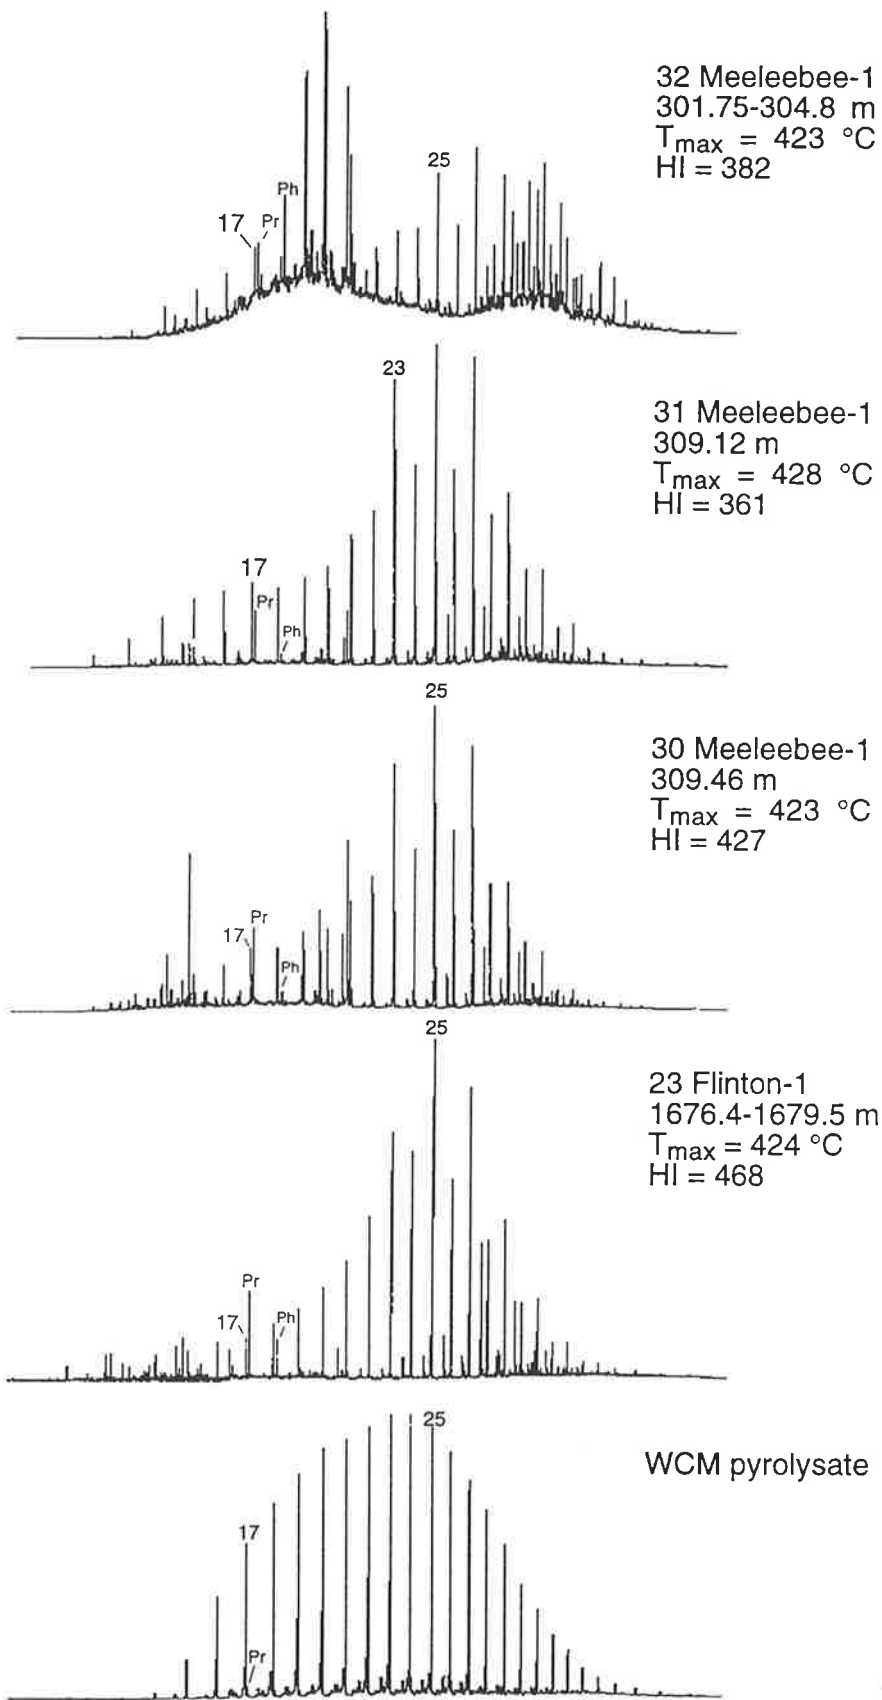 32 Meeleebee-1
301.75-304.8 m
Tmax = 423 °C
HI = 382
25
Ph
17
Pr
31 Meeleebee-1
309.12 m
Tmax = 428 °C
HI = 361
23
17
Pr
Ph
30 Meeleebee-1
309.46 m
Tmax = 423 °C
HI = 427
25
Pr
17
Ph
23 Flinton-1
1676.4-1679.5 m
Tmax = 424 °C
HI = 468
25
Pr
17
Ph
WCM pyrolysate
25
17
Pr